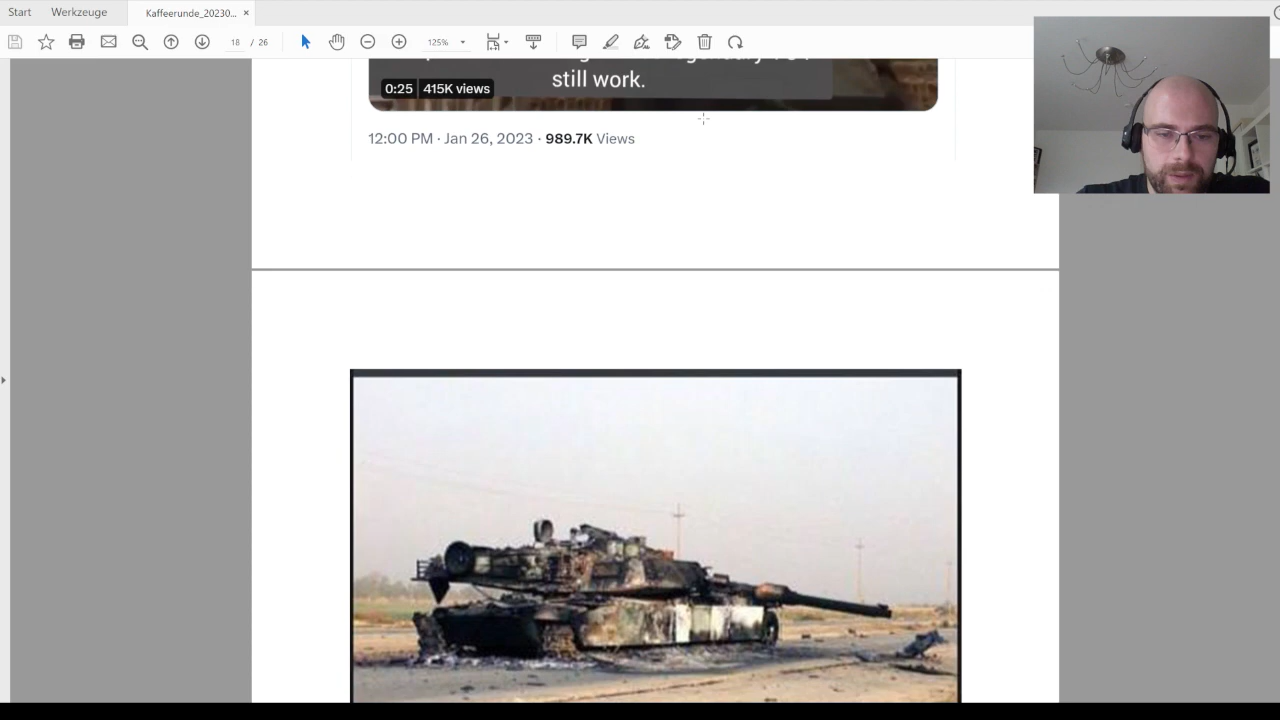 Start Werkzeuge Kaffeerunde_20230... ×
18 / 26 125%
still work.
0:25 415K views
12:00 PM · Jan 26, 2023 · 989.7K Views